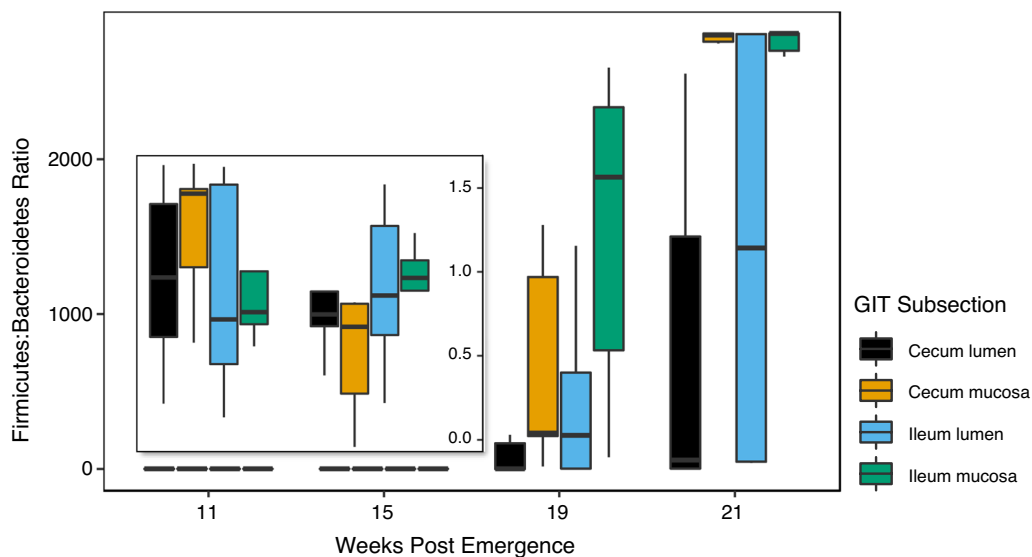 Firmicutes:Bacteroidetes Ratio
2000
1000
0
1.5
1.0
0.5
0.0
11
15
19
21
Weeks Post Emergence
GIT Subsection
Cecum lumen
Cecum mucosa
Ileum lumen
Ileum mucosa